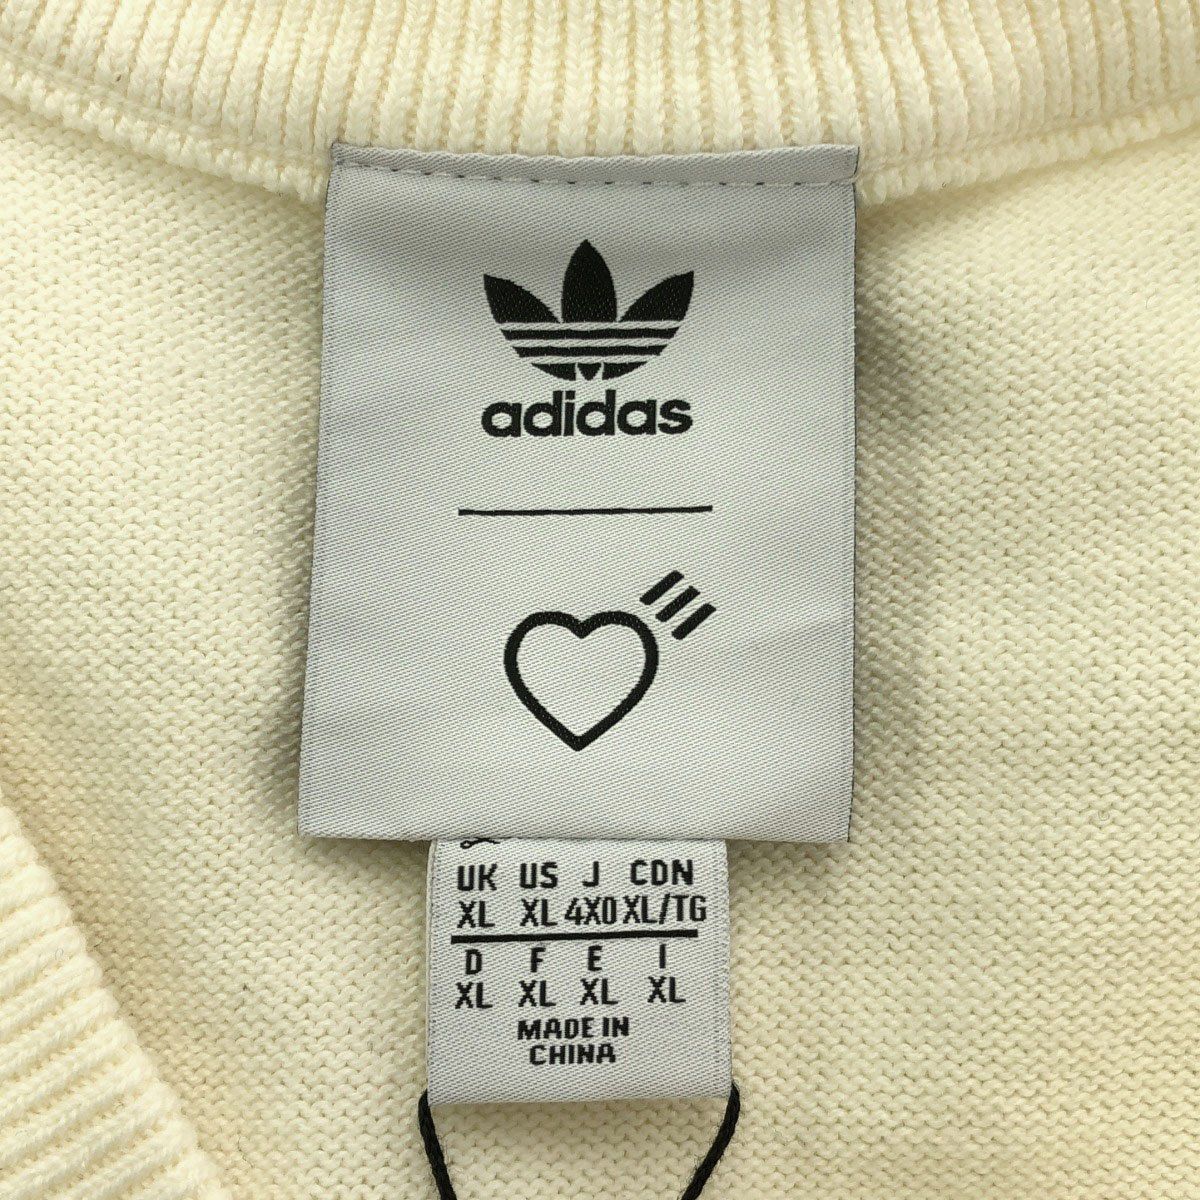 adidas
UK US J CDN
XL XL 4XO XL/TG
D F E I
XL XL XL XL
MADE IN
CHINA